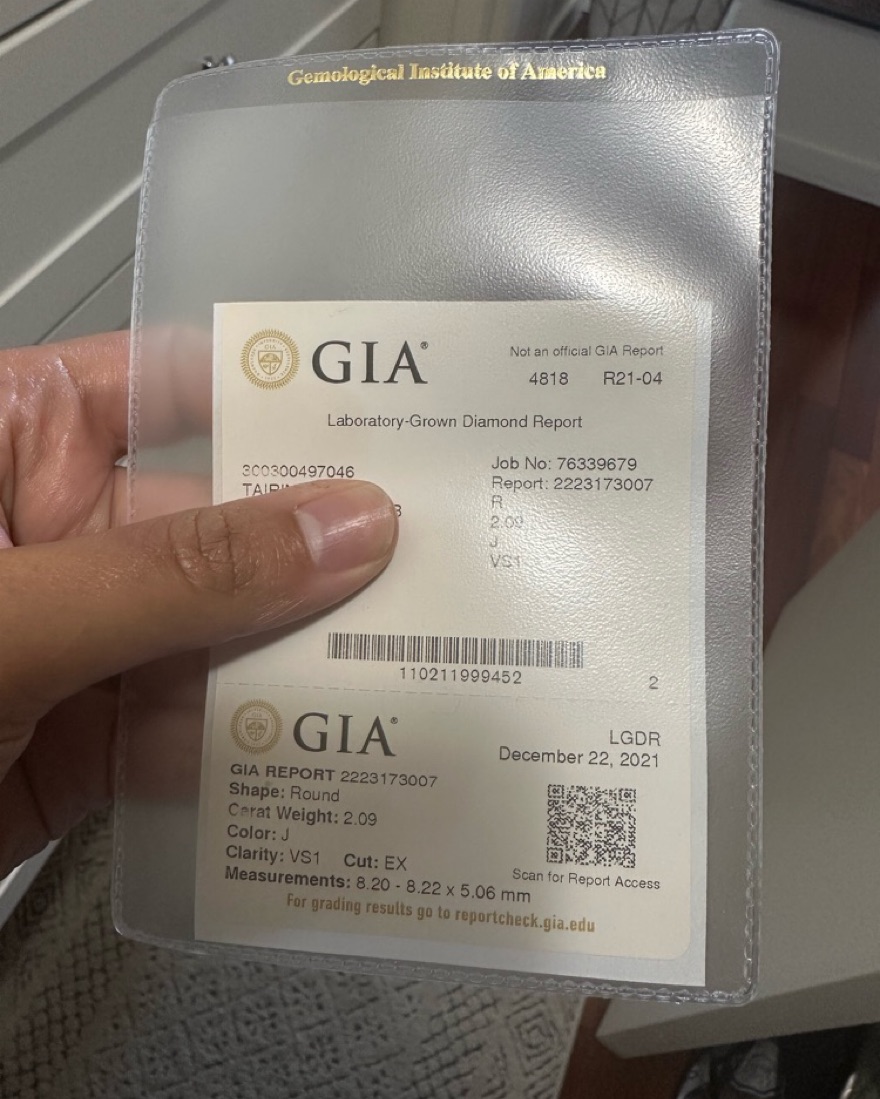 Gemological Institute of America
GIA®
Not an official GIA Report
4818 R21-04
Laboratory-Grown Diamond Report
300300497046
Job No: 76339679
Report: 2223173007
R
2.09
J
VS1
110211999452
2
GIA®
LGDR
December 22, 2021
GIA REPORT 2223173007
Shape: Round
Carat Weight: 2.09
Color: J
Clarity: VS1 Cut: EX
Measurements: 8.20 - 8.22 x 5.06 mm
Scan for Report Access
For grading results go to reportcheck.gia.edu